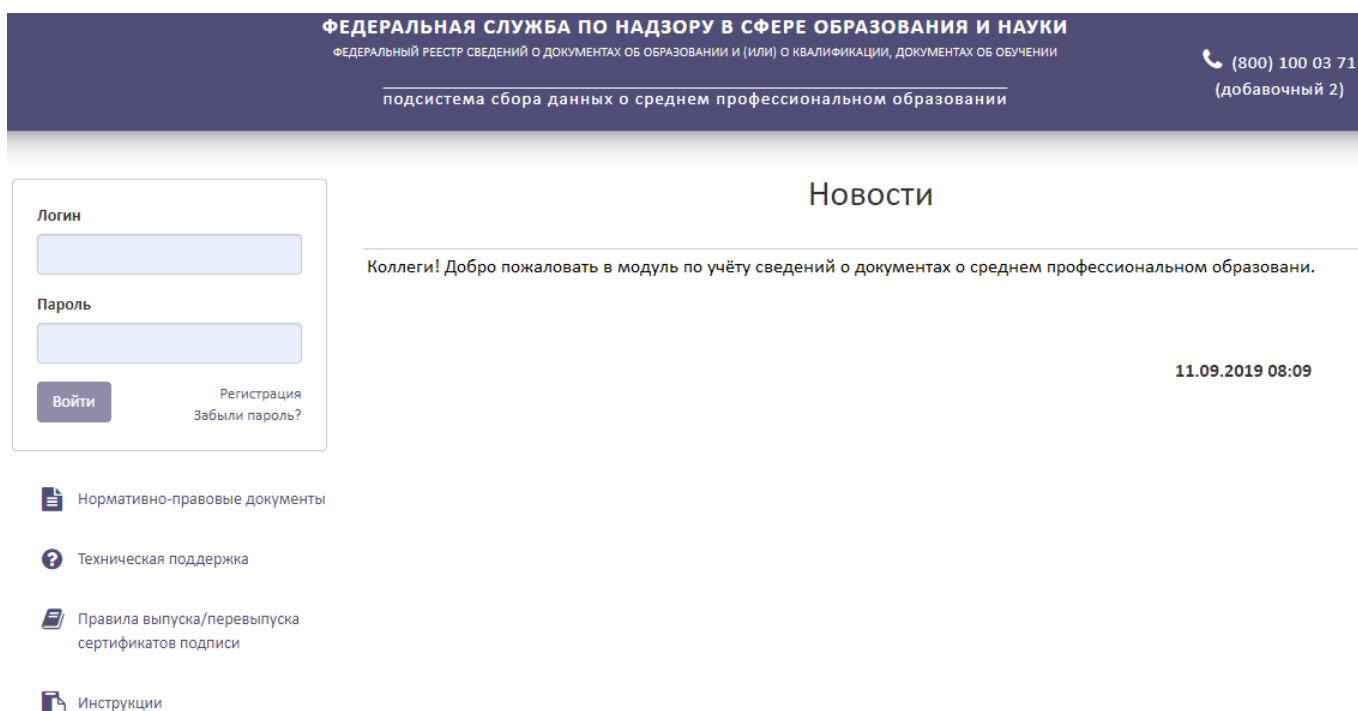 ФЕДЕРАЛЬНАЯ СЛУЖБА ПО НАДЗОРУ В СФЕРЕ ОБРАЗОВАНИЯ И НАУКИ
ФЕДЕРАЛЬНЫЙ РЕЕСТР СВЕДЕНИЙ О ДОКУМЕНТАХ ОБ ОБРАЗОВАНИИ И (ИЛИ) О КВАЛИФИКАЦИИ, ДОКУМЕНТАХ ОБ ОБУЧЕНИИ
подсистема сбора данных о среднем профессиональном образовании
(800) 100 03 71
(добавочный 2)
Логин
Пароль
Войти
Регистрация
Забыли пароль?
Нормативно-правовые документы
Техническая поддержка
Правила выпуска/перевыпуска
сертификатов подписи
Инструкции
Новости
Коллеги! Добро пожаловать в модуль по учёту сведений о документах о среднем профессиональном образовани.
11.09.2019 08:09